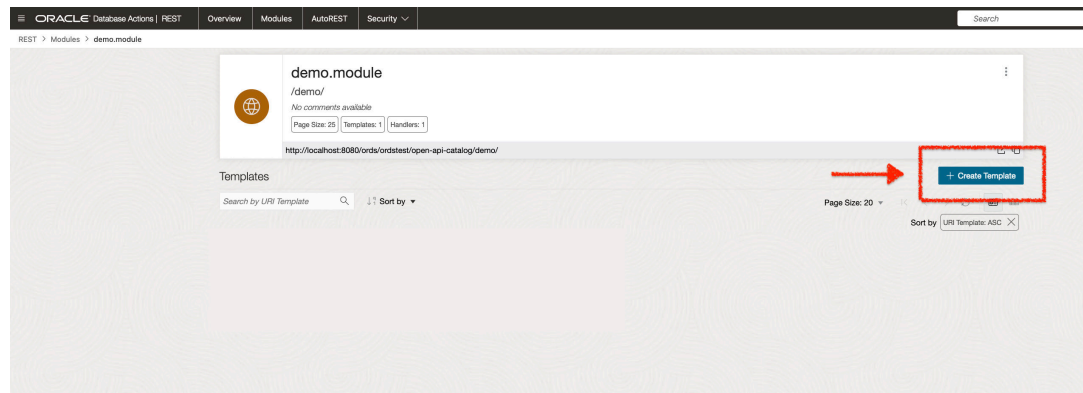 ORACLE Database Actions | REST Overview Modules AutoREST Security Search
REST > Modules > demo.module
demo.module
/demo/
No comments available
Page Size: 25 Templates: 1 Handlers: 1
http://localhost:8080/ords/ordstest/open-api-catalog/demo/
Templates
+ Create Template
Search by URI Template Sort by Page Size: 20
Sort by URI Template: ASC